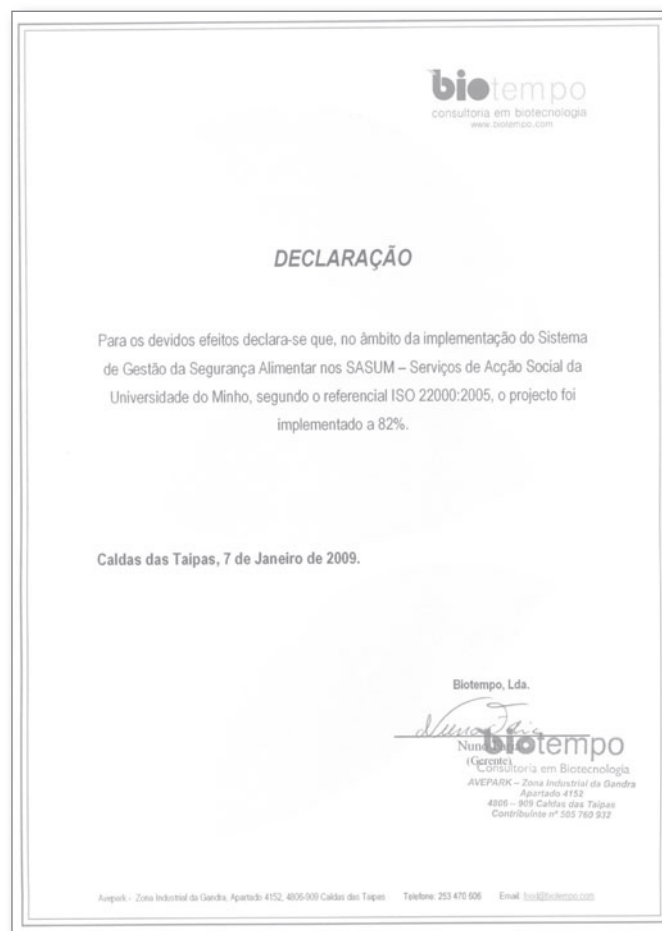 biotempo
consultoria em biotecnologia
www.biotempo.com
DECLARAÇÃO
Para os devidos efeitos declara-se que, no âmbito da implementação do Sistema
de Gestão da Segurança Alimentar nos SASUM – Serviços de Acção Social da
Universidade do Minho, segundo o referencial ISO 22000:2005, o projecto foi
implementado a 82%.
Caldas das Taipas, 7 de Janeiro de 2009.
Biotempo, Lda.
Nuno
biotempo
(Gerente)
Consultoria em Biotecnologia
AVEPARK – Zona Industrial da Gandra
Apartado 4152
4806 – 909 Caldas das Taipas
Contribuinte nº 505 760 932
Avepark - Zona Industrial da Gandra, Apartado 4152, 4806-909 Caldas das Taipas Telefone: 253 470 606 Email: food@biotempo.com